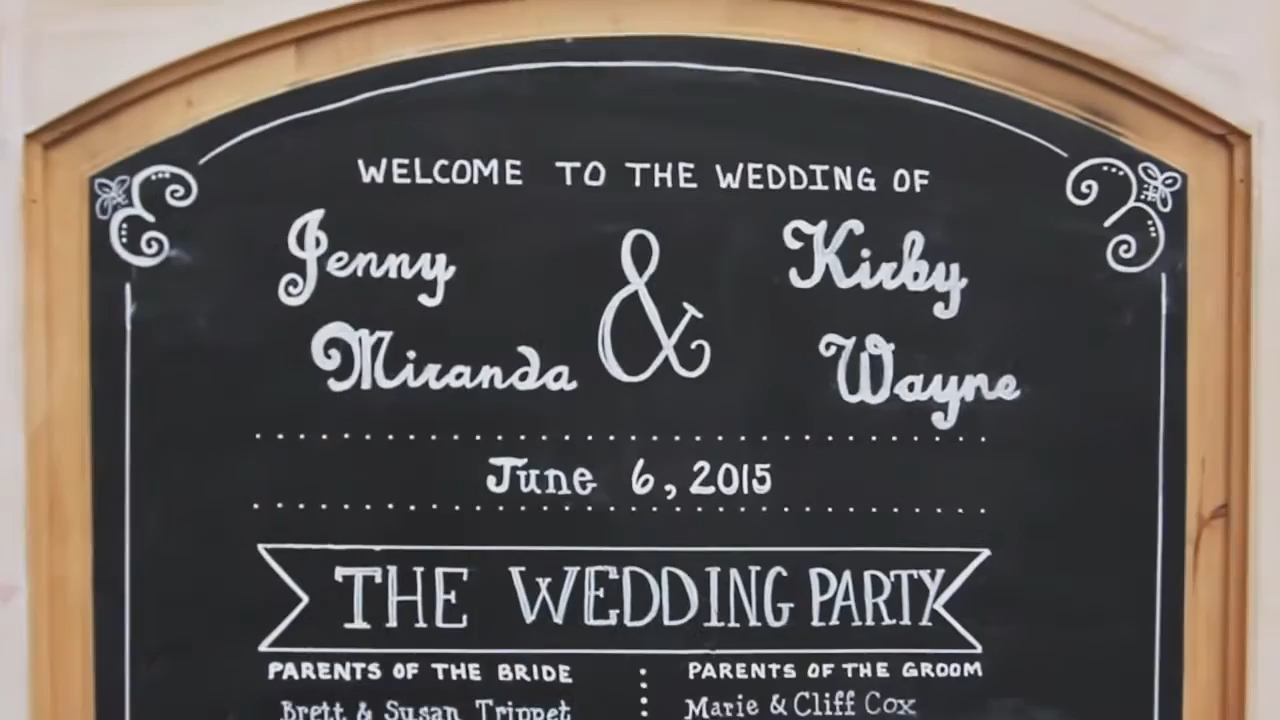 WELCOME TO THE WEDDING OF
Jenny & Kirby
Miranda Wayne
June 6, 2015
THE WEDDING PARTY
PARENTS OF THE BRIDE
Brett & Susan Trippet
PARENTS OF THE GROOM
Marie & Cliff Cox